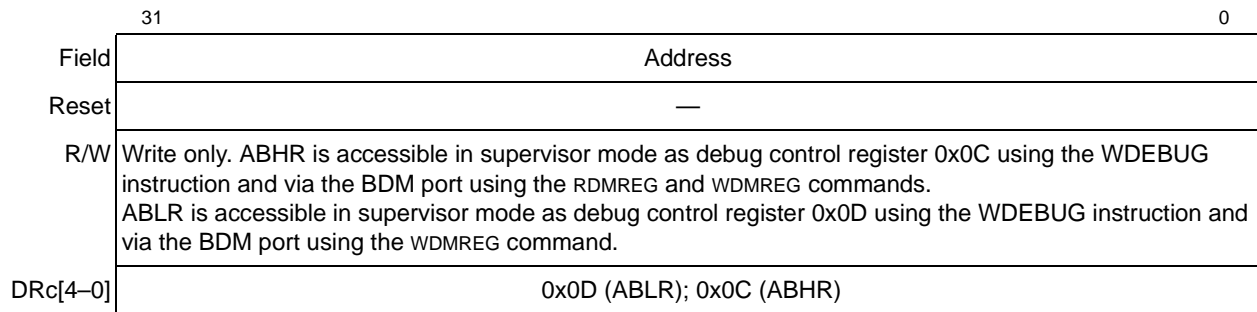 31 0
Field Address
Reset —
R/W Write only. ABHR is accessible in supervisor mode as debug control register 0x0C using the WDEBUG
instruction and via the BDM port using the RDMREG and WDMREG commands.
ABLR is accessible in supervisor mode as debug control register 0x0D using the WDEBUG instruction and
via the BDM port using the WDMREG command.
DRc[4–0] 0x0D (ABLR); 0x0C (ABHR)